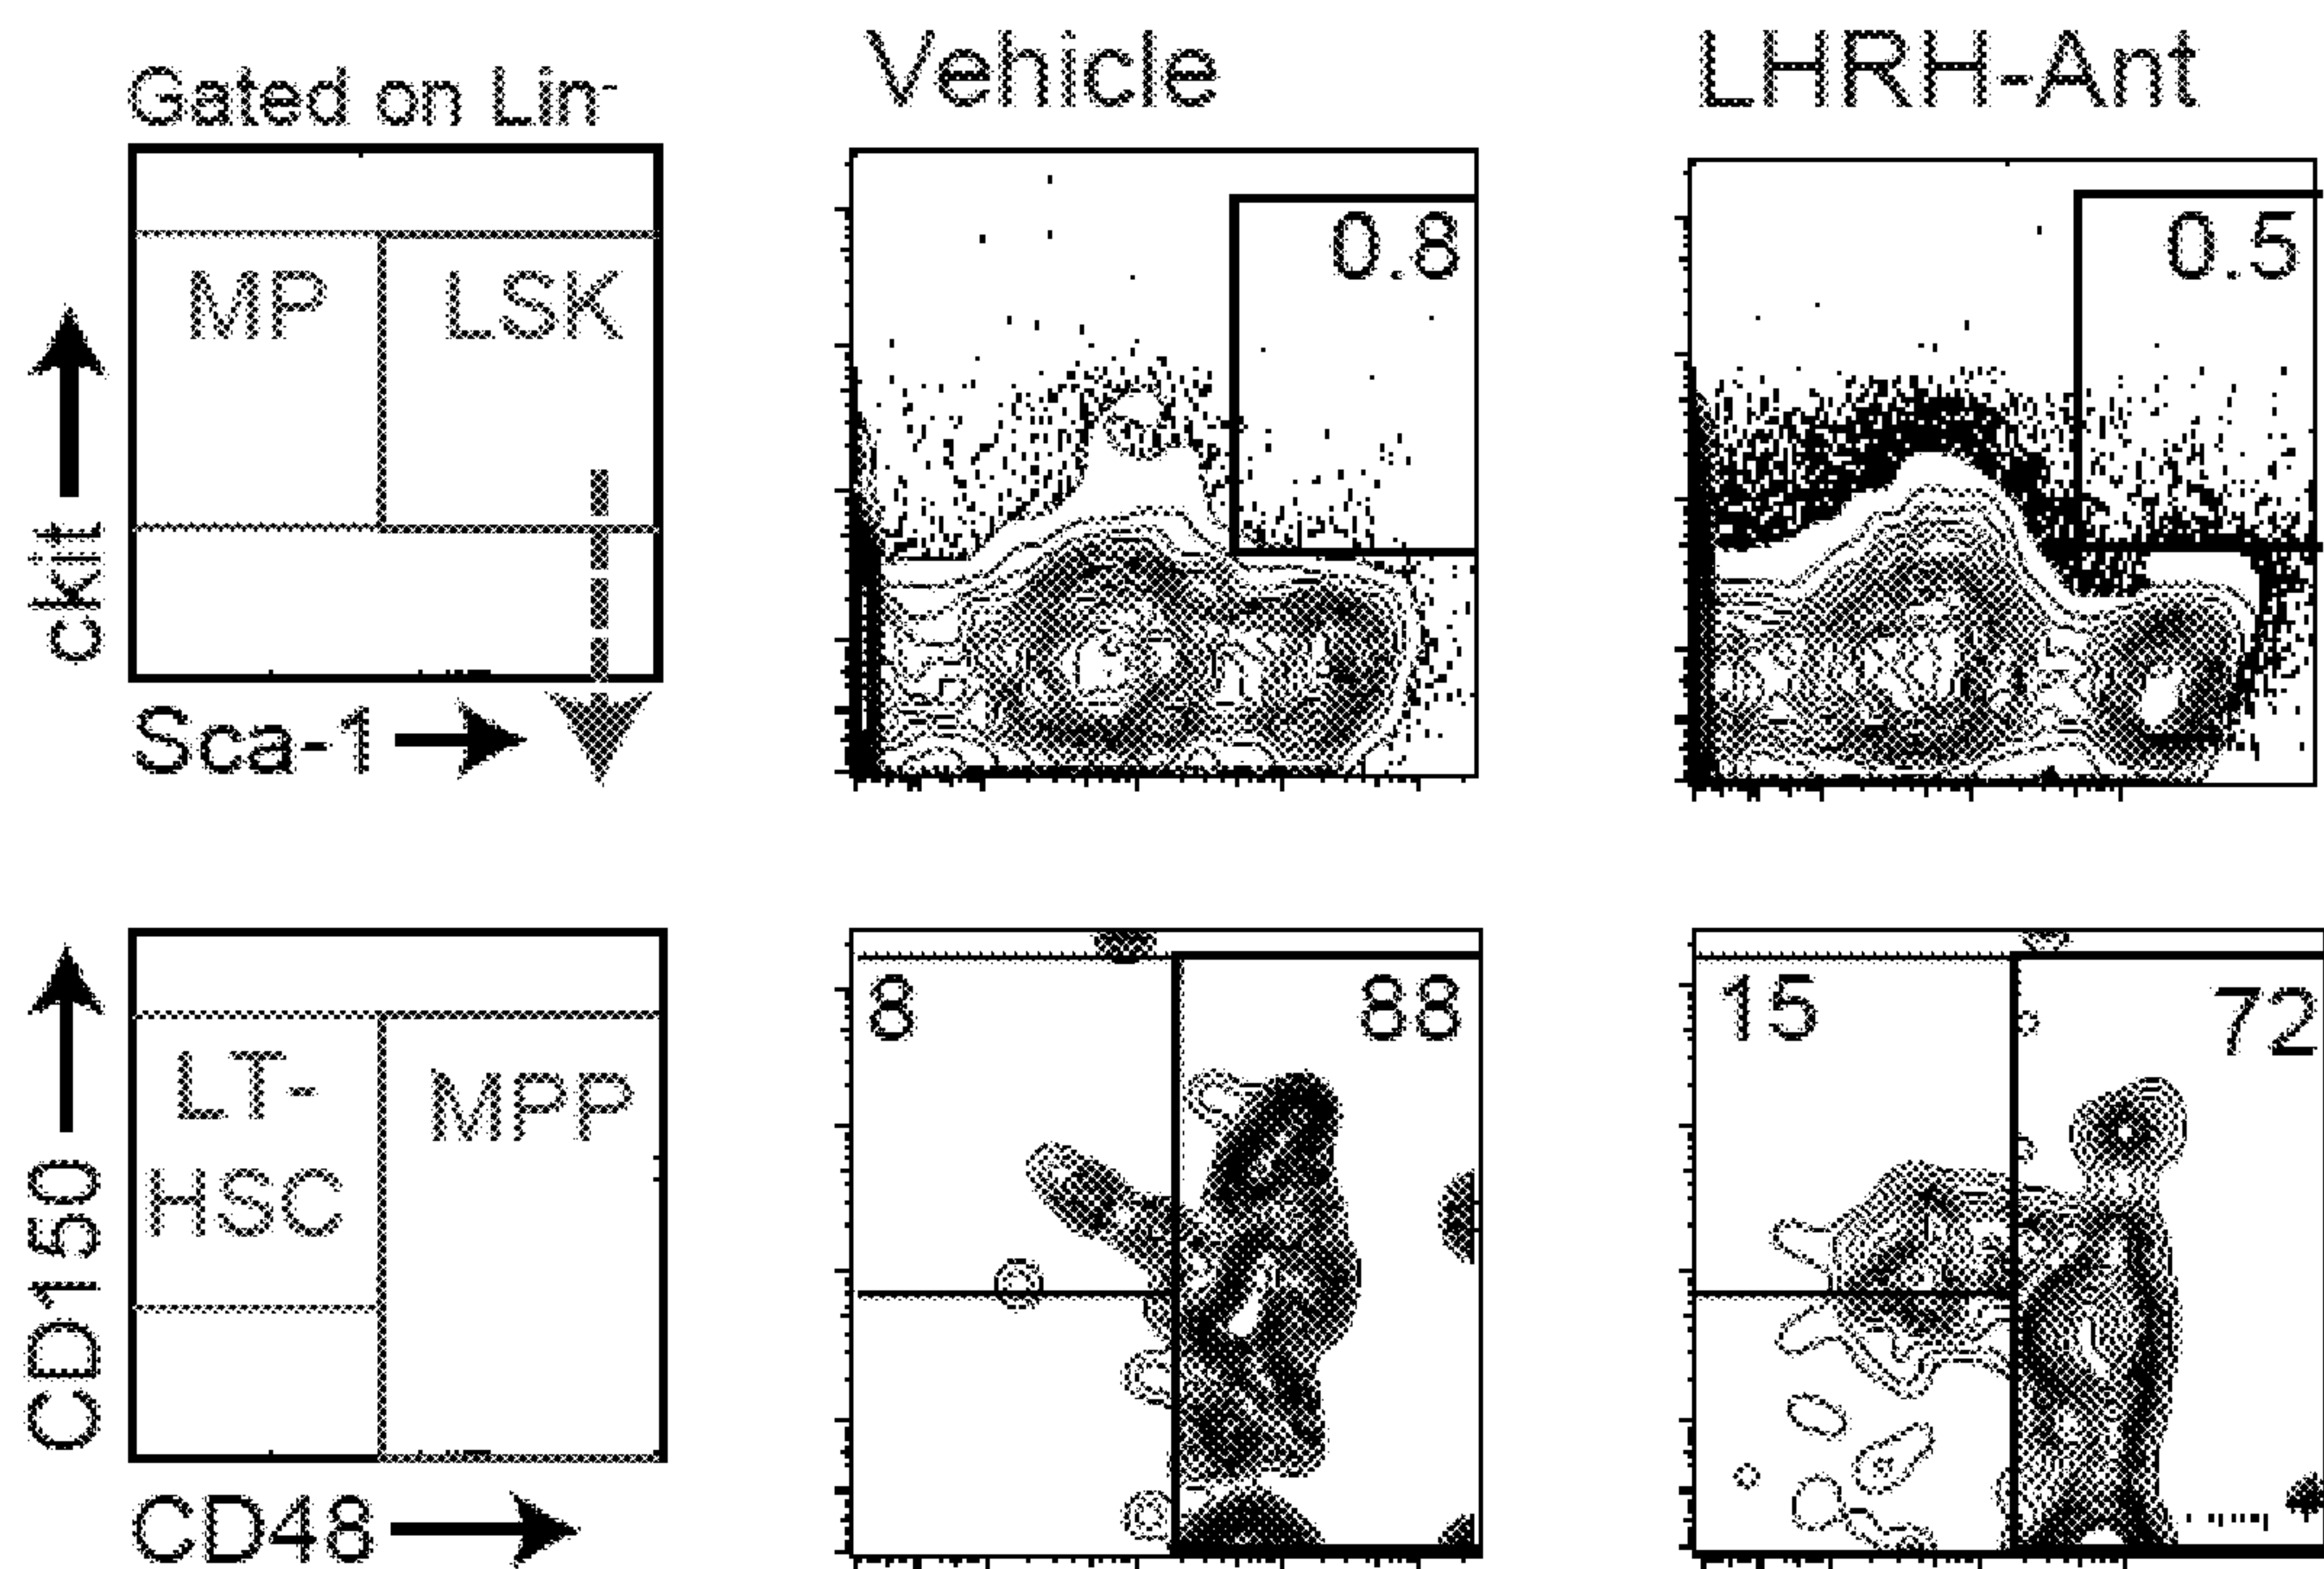 Gated on Lin-
Vehicle
LHRH-Ant
MP
LSK
0.8
0.5
ckit
Sca-1
LT-
HSC
MPP
8
88
15
72
CD150
CD48